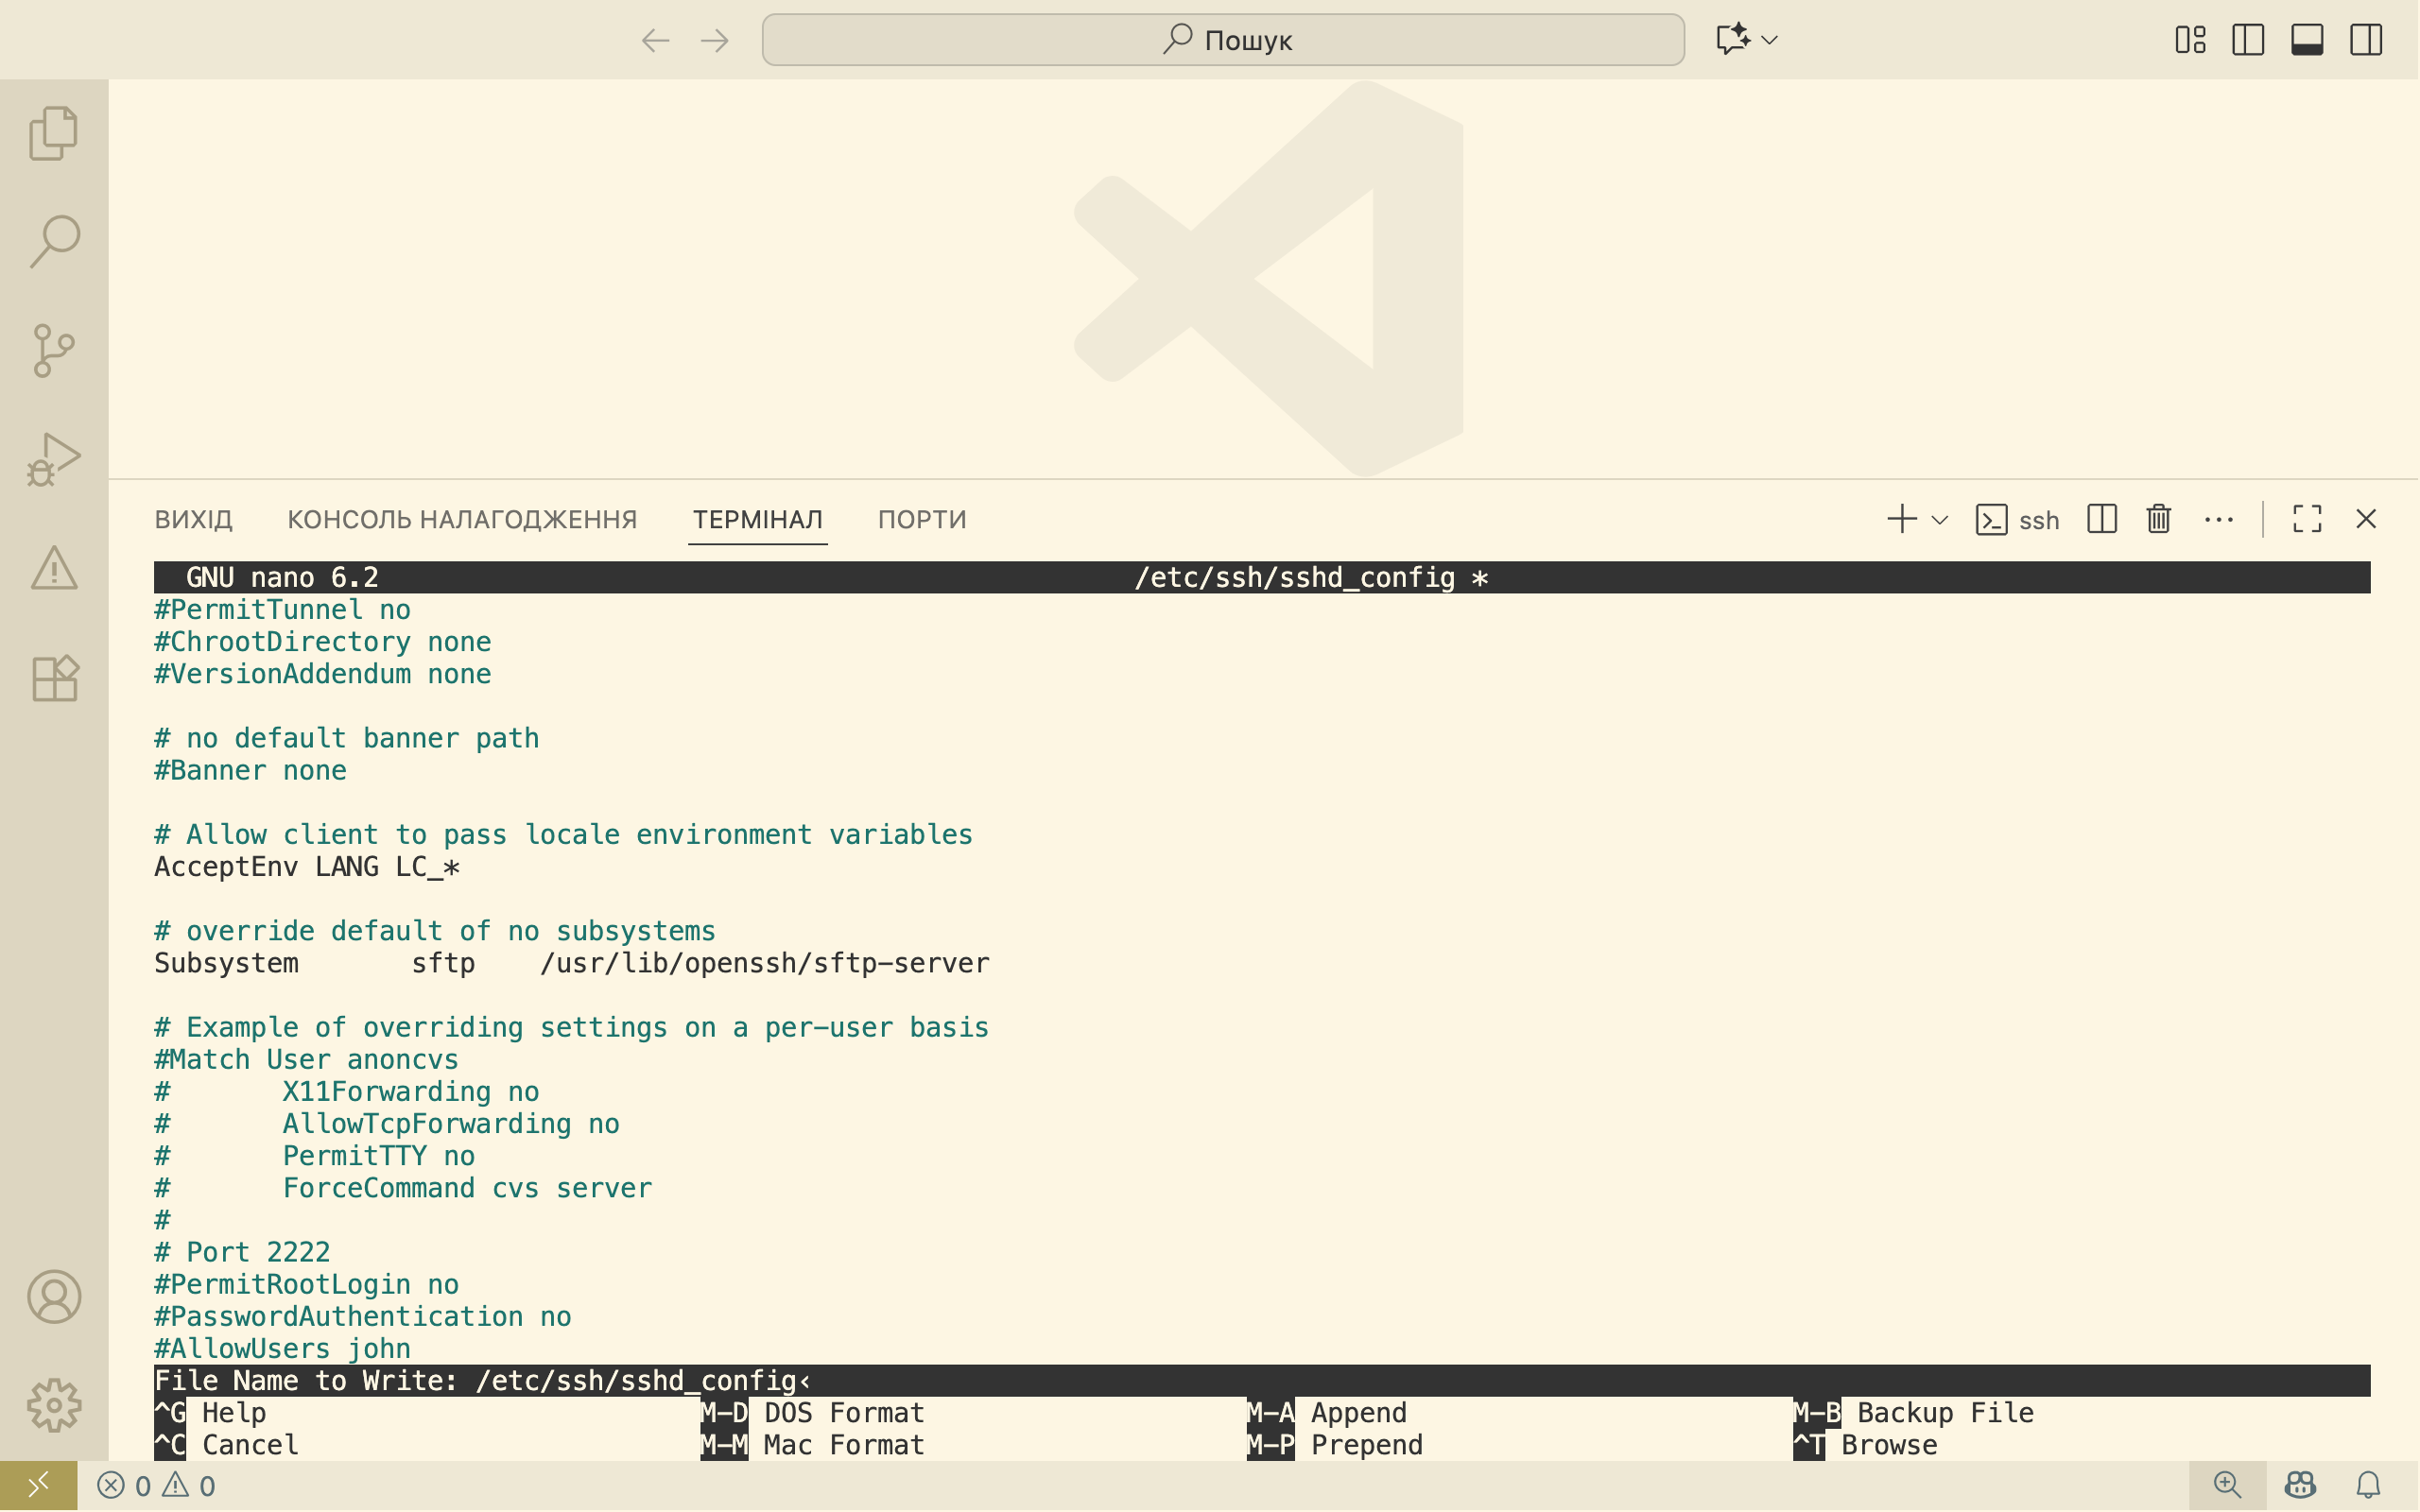 Пошук
ВИХІД КОНСОЛЬ НАЛАГОДЖЕННЯ ТЕРМІНАЛ ПОРТИ ssh
GNU nano 6.2 /etc/ssh/sshd_config *
#PermitTunnel no
#ChrootDirectory none
#VersionAddendum none
# no default banner path
#Banner none
# Allow client to pass locale environment variables
AcceptEnv LANG LC_*
# override default of no subsystems
Subsystem sftp /usr/lib/openssh/sftp-server
# Example of overriding settings on a per-user basis
#Match User anoncvs
# X11Forwarding no
# AllowTcpForwarding no
# PermitTTY no
# ForceCommand cvs server
#
# Port 2222
#PermitRootLogin no
#PasswordAuthentication no
#AllowUsers john
File Name to Write: /etc/ssh/sshd_config‹
^G Help M-D DOS Format M-A Append M-B Backup File
^C Cancel M-M Mac Format M-P Prepend ^T Browse
0 0